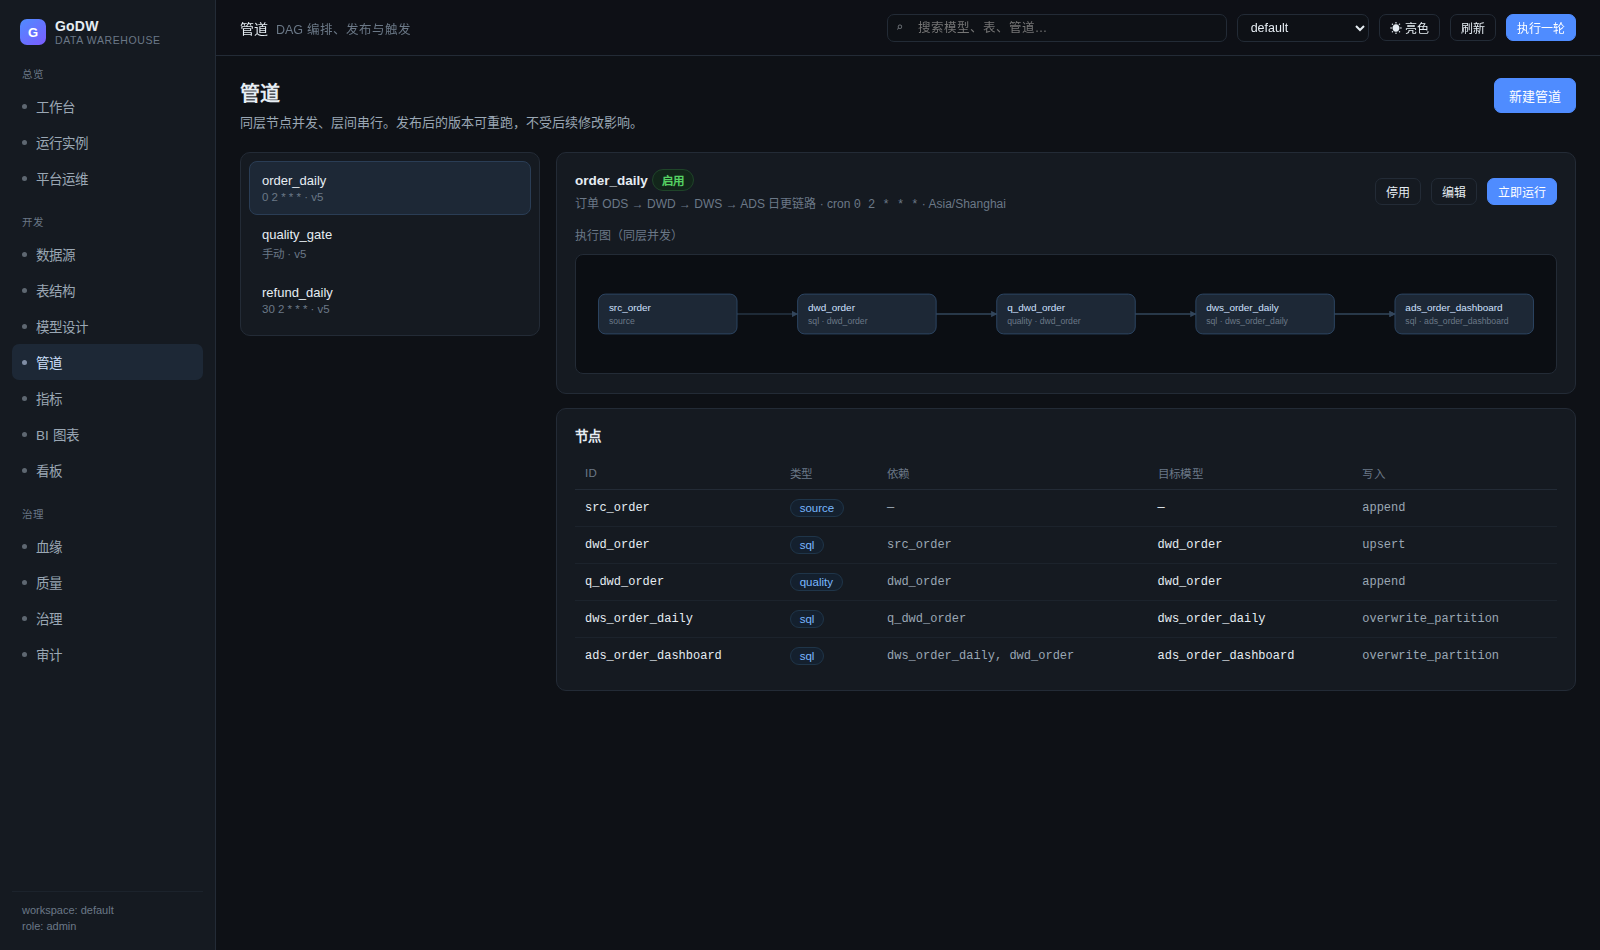 G
GoDW
DATA WAREHOUSE
总览
工作台
运行实例
平台运维
开发
数据源
表结构
模型设计
管道
指标
BI 图表
看板
治理
血缘
质量
治理
审计
workspace: default
role: admin
管道 DAG 编排、发布与触发
搜索模型、表、管道…
default
亮色
刷新
执行一轮
管道
同层节点并发、层间串行。发布后的版本可重跑，不受后续修改影响。
新建管道
order_daily
0 2 * * * · v5
quality_gate
手动 · v5
refund_daily
30 2 * * * · v5
order_daily 启用
订单 ODS → DWD → DWS → ADS 日更链路 · cron 0 2 * * * · Asia/Shanghai
停用
编辑
立即运行
执行图（同层并发）
src_order
source
dwd_order
sql · dwd_order
q_dwd_order
quality · dwd_order
dws_order_daily
sql · dws_order_daily
ads_order_dashboard
sql · ads_order_dashboard
节点
ID 类型 依赖 目标模型 写入
src_order source — — append
dwd_order sql src_order dwd_order upsert
q_dwd_order quality dwd_order dwd_order append
dws_order_daily sql q_dwd_order dws_order_daily overwrite_partition
ads_order_dashboard sql dws_order_daily, dwd_order ads_order_dashboard overwrite_partition